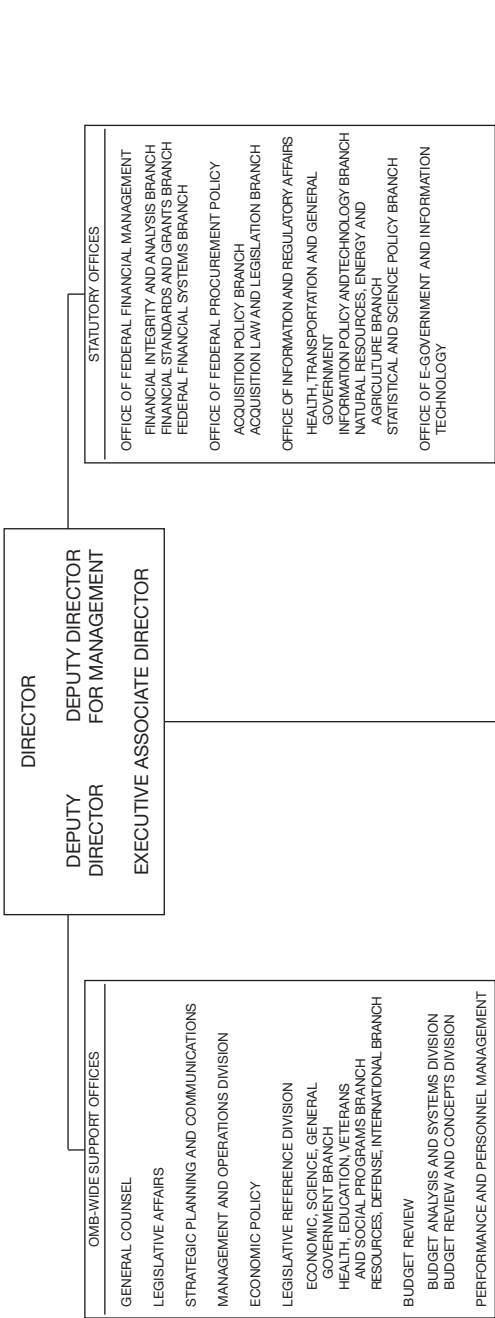 DIRECTOR
DEPUTY
DIRECTOR
DEPUTY DIRECTOR
FOR MANAGEMENT
EXECUTIVE ASSOCIATE DIRECTOR
OMB-WIDE SUPPORT OFFICES
GENERAL COUNSEL
LEGISLATIVE AFFAIRS
STRATEGIC PLANNING AND COMMUNICATIONS
MANAGEMENT AND OPERATIONS DIVISION
ECONOMIC POLICY
LEGISLATIVE REFERENCE DIVISION
ECONOMIC, SCIENCE, GENERAL
GOVERNMENT BRANCH
HEALTH, EDUCATION, VETERANS
AND SOCIAL PROGRAMS BRANCH
RESOURCES, DEFENSE, INTERNATIONAL BRANCH
BUDGET REVIEW
BUDGET ANALYSIS AND SYSTEMS DIVISION
BUDGET REVIEW AND CONCEPTS DIVISION
PERFORMANCE AND PERSONNEL MANAGEMENT
STATUTORY OFFICES
OFFICE OF FEDERAL FINANCIAL MANAGEMENT
FINANCIAL INTEGRITY AND ANALYSIS BRANCH
FINANCIAL STANDARDS AND GRANTS BRANCH
FEDERAL FINANCIAL SYSTEMS BRANCH
OFFICE OF FEDERAL PROCUREMENT POLICY
ACQUISITION POLICY BRANCH
ACQUISITION LAW AND LEGISLATION BRANCH
OFFICE OF INFORMATION AND REGULATORY AFFAIRS
HEALTH, TRANSPORTATION AND GENERAL
GOVERNMENT
INFORMATION POLICY ANDTECHNOLOGY BRANCH
NATURAL RESOURCES, ENERGY AND
AGRICULTURE BRANCH
STATISTICAL AND SCIENCE POLICY BRANCH
OFFICE OF E-GOVERNMENT AND INFORMATION
TECHNOLOGY